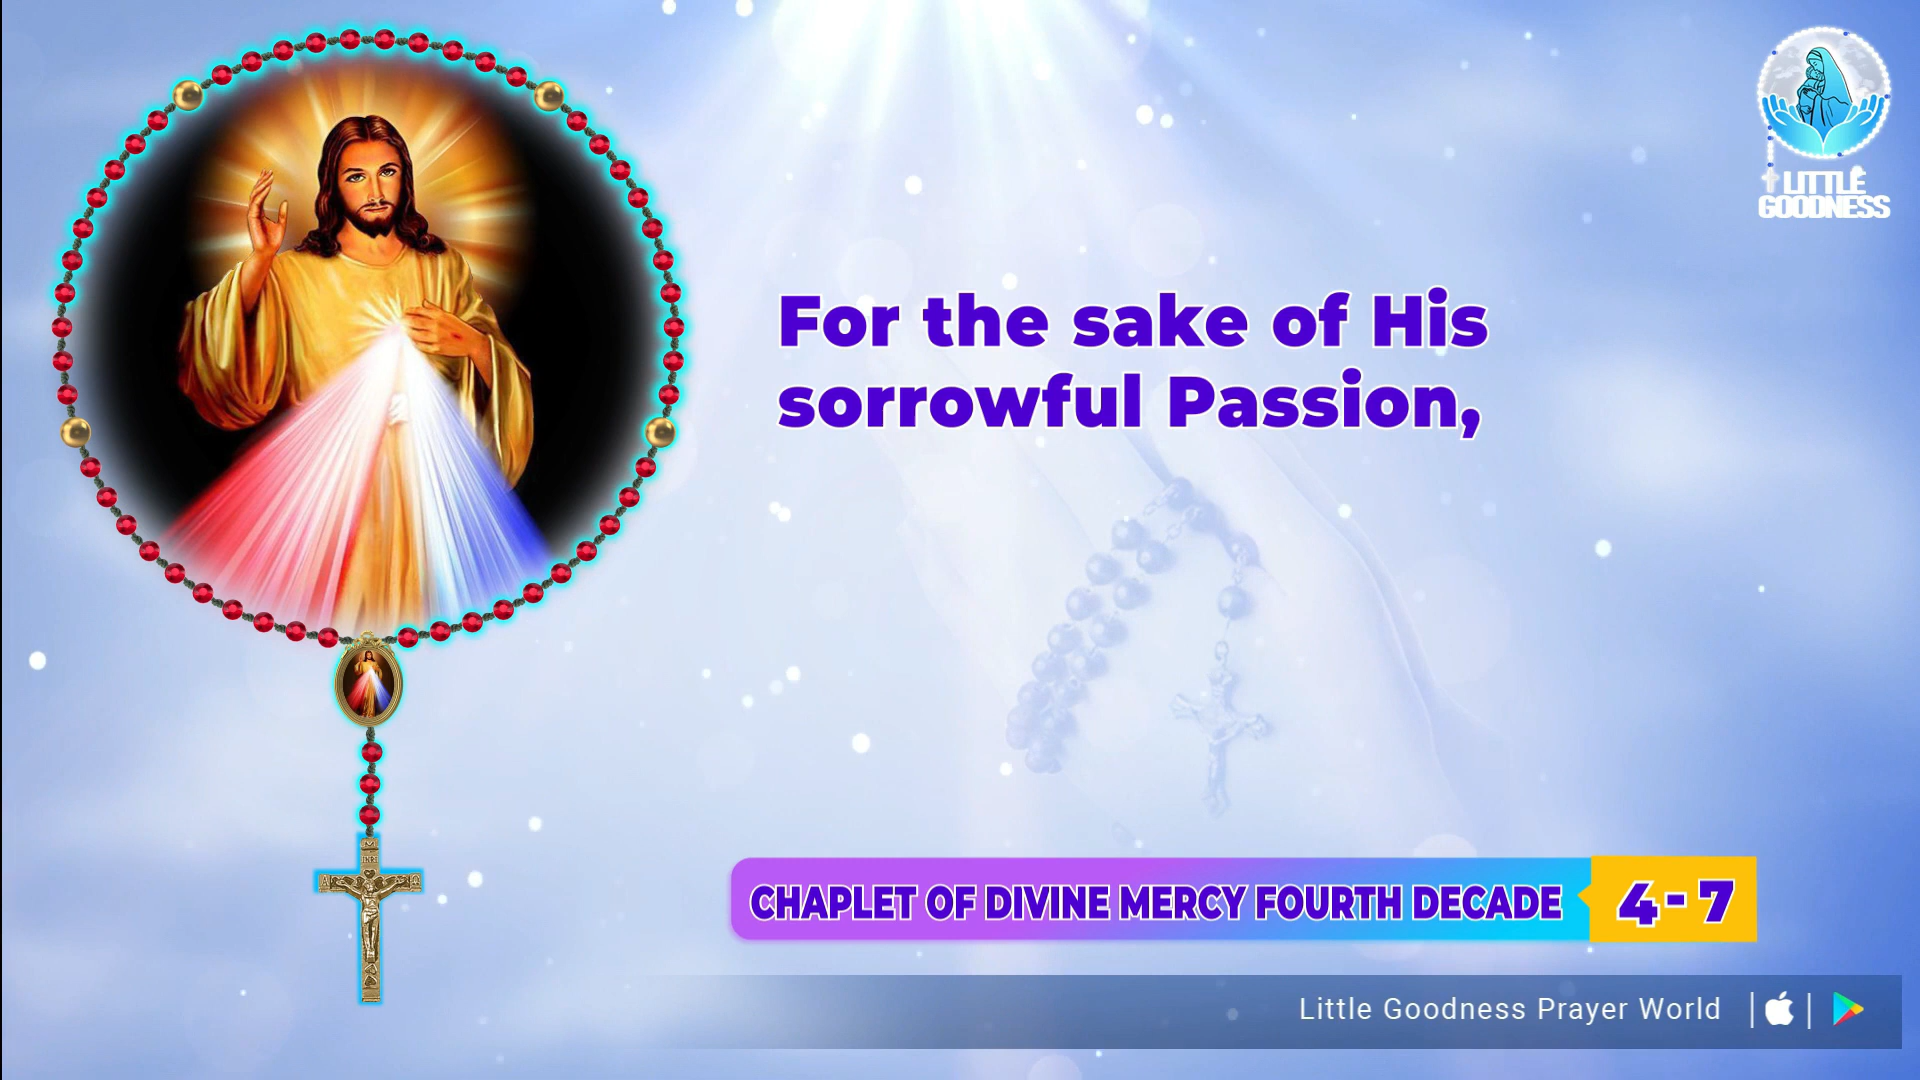 For the sake of His
sorrowful Passion,
LITTLE
GOODNESS
INRI
CHAPLET OF DIVINE MERCY FOURTH DECADE
4 - 7
Little Goodness Prayer World